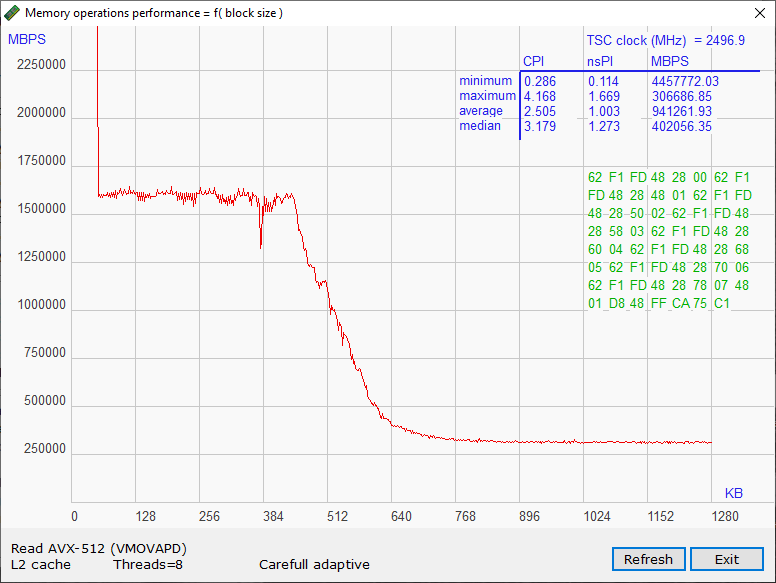 Memory operations performance = f( block size )
MBPS
TSC clock (MHz) = 2496.9
CPI nsPI MBPS
minimum 0.286 0.114 4457772.03
maximum 4.168 1.669 306686.85
average 2.505 1.003 941261.93
median 3.179 1.273 402056.35
2250000
2000000
1750000
1500000
1250000
1000000
750000
500000
250000
62 F1 FD 48 28 00 62 F1
FD 48 28 48 01 62 F1 FD
48 28 50 02 62 F1 FD 48
28 58 03 62 F1 FD 48 28
60 04 62 F1 FD 48 28 68
05 62 F1 FD 48 28 70 06
62 F1 FD 48 28 78 07 48
01 D8 48 FF CA 75 C1
KB
0 128 256 384 512 640 768 896 1024 1152 1280
Read AVX-512 (VMOVAPD)
L2 cache Threads=8 Carefull adaptive
Refresh Exit